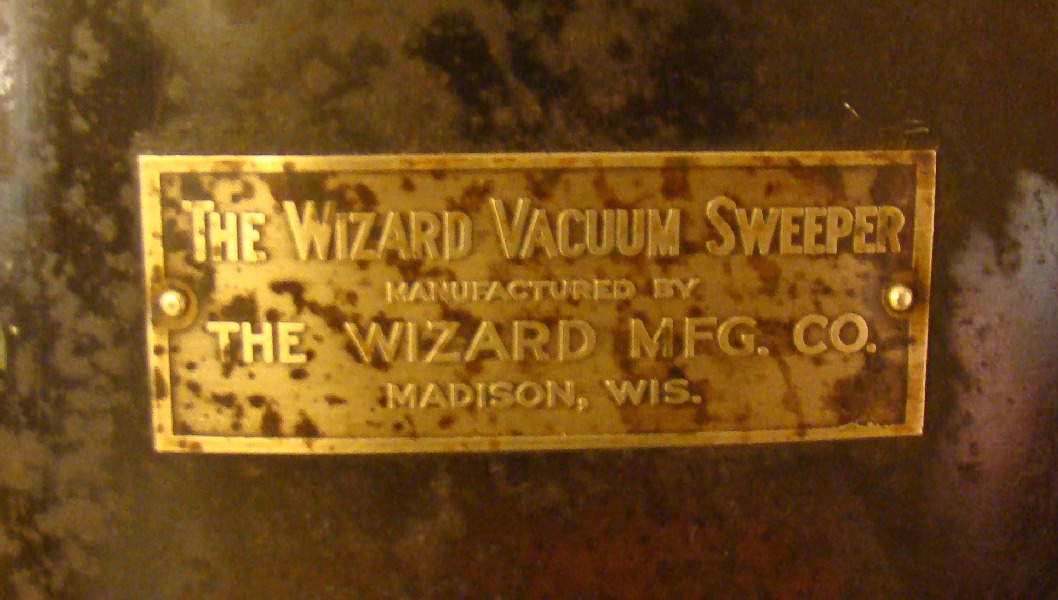 THE WIZARD VACUUM SWEEPER
MANUFACTURED BY
THE WIZARD MFG. CO.
MADISON, WIS.